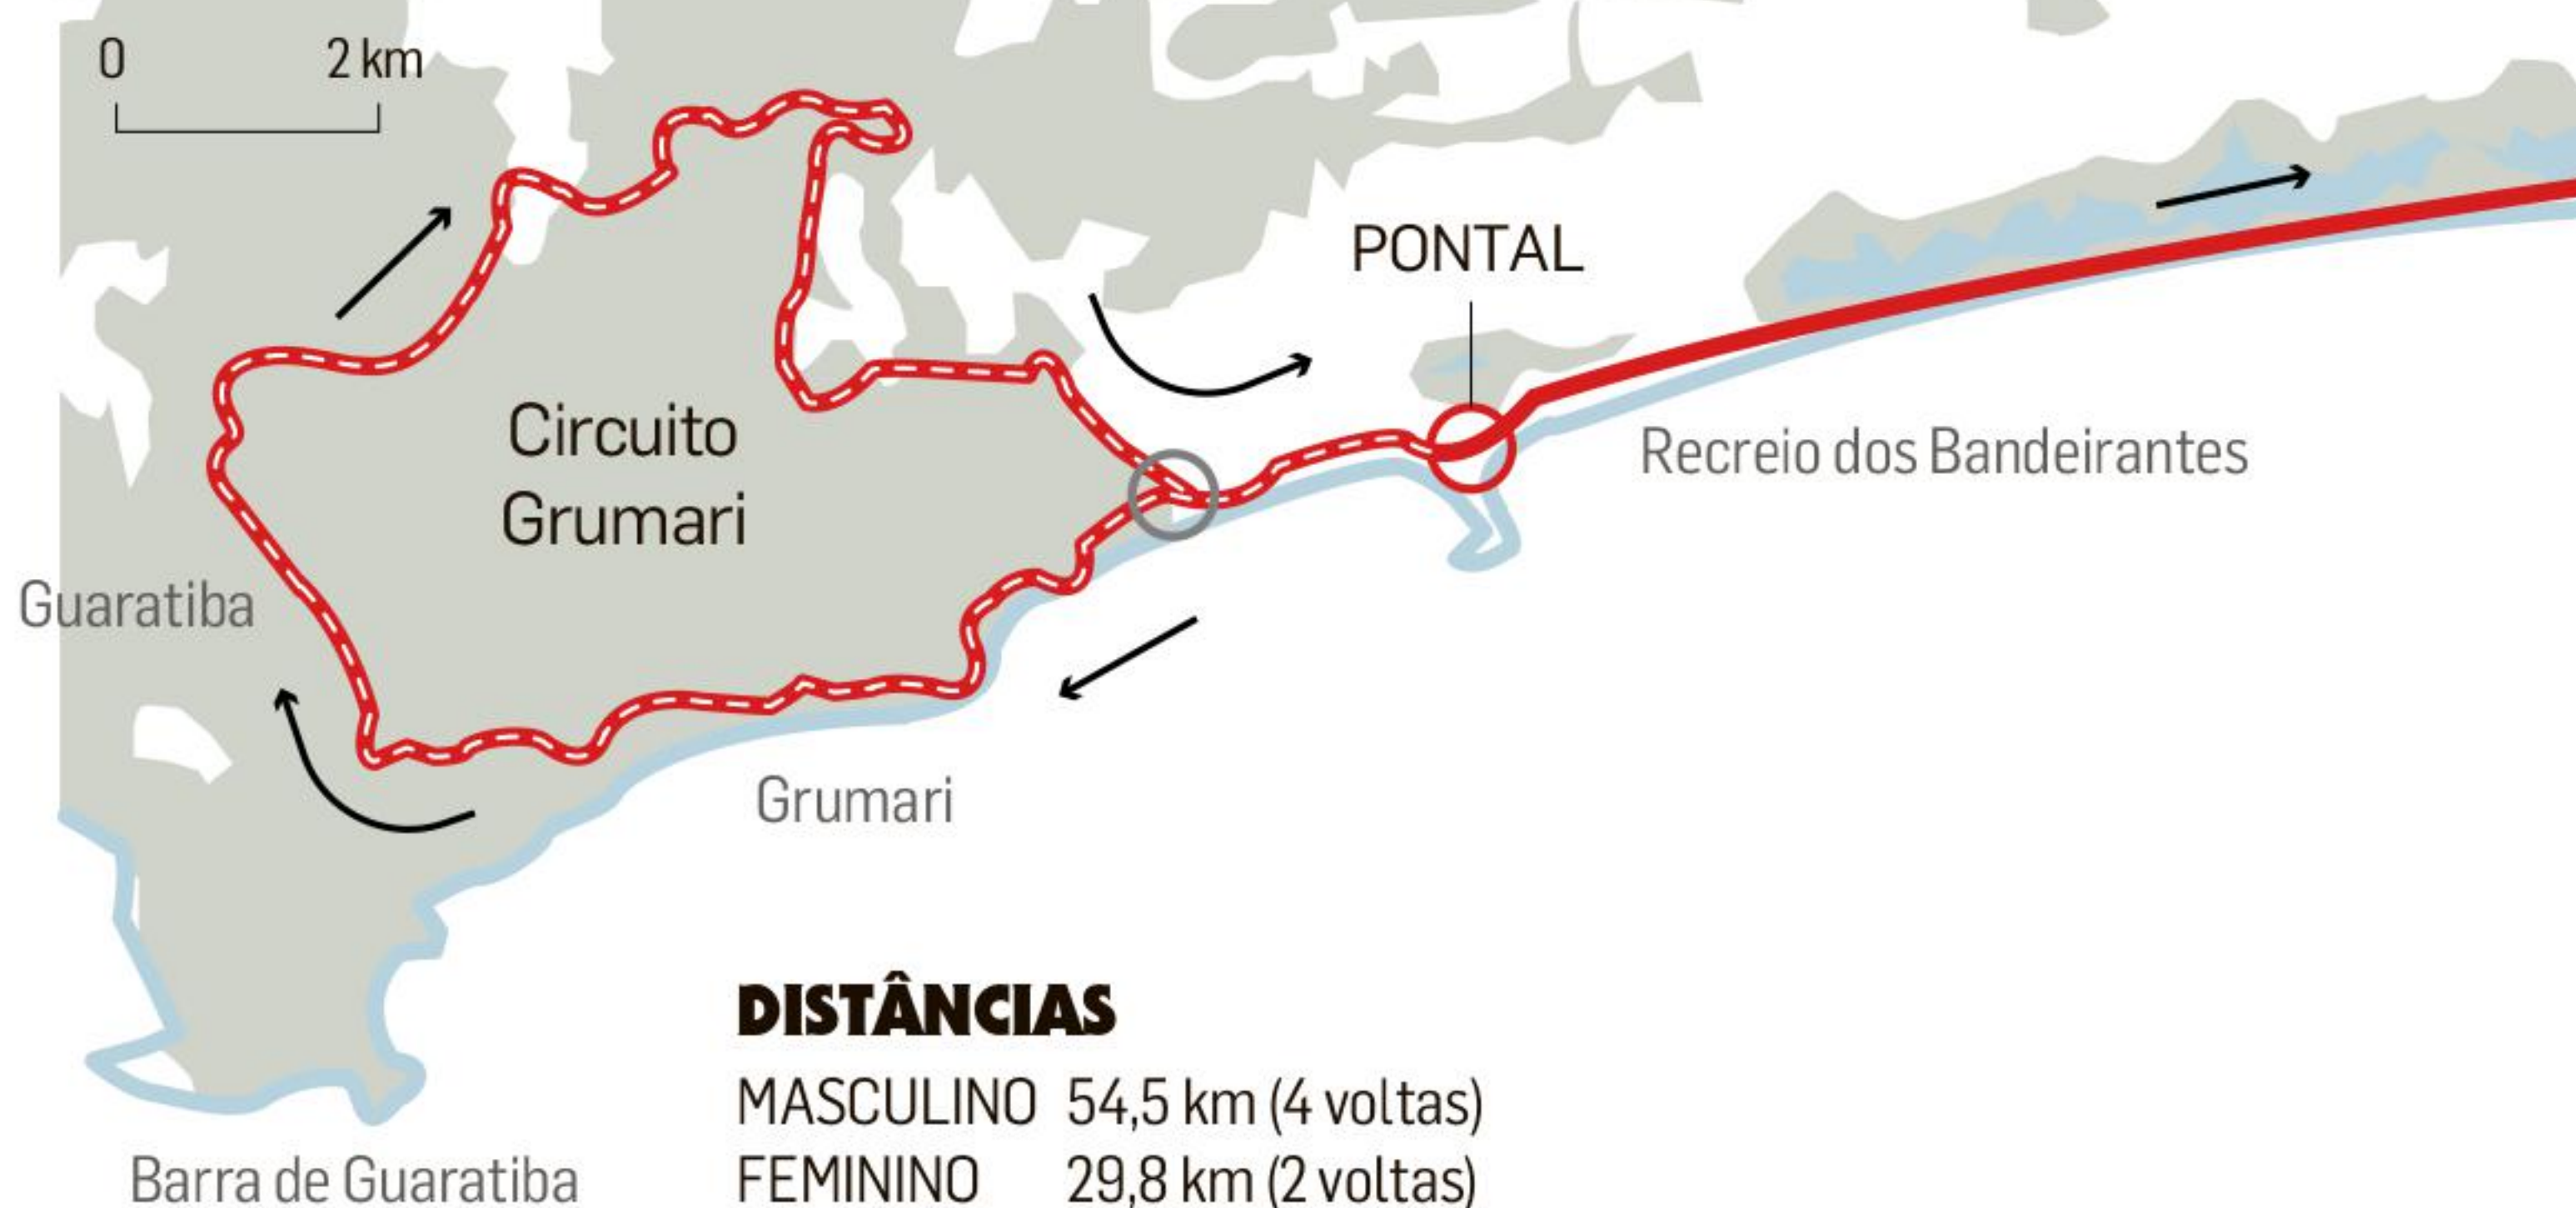 0 2 km
PONTAL
Circuito
Grumari
Recreio dos Bandeirantes
Guaratiba
Grumari
DISTÂNCIAS
MASCULINO 54,5 km (4 voltas)
FEMININO 29,8 km (2 voltas)
Barra de Guaratiba